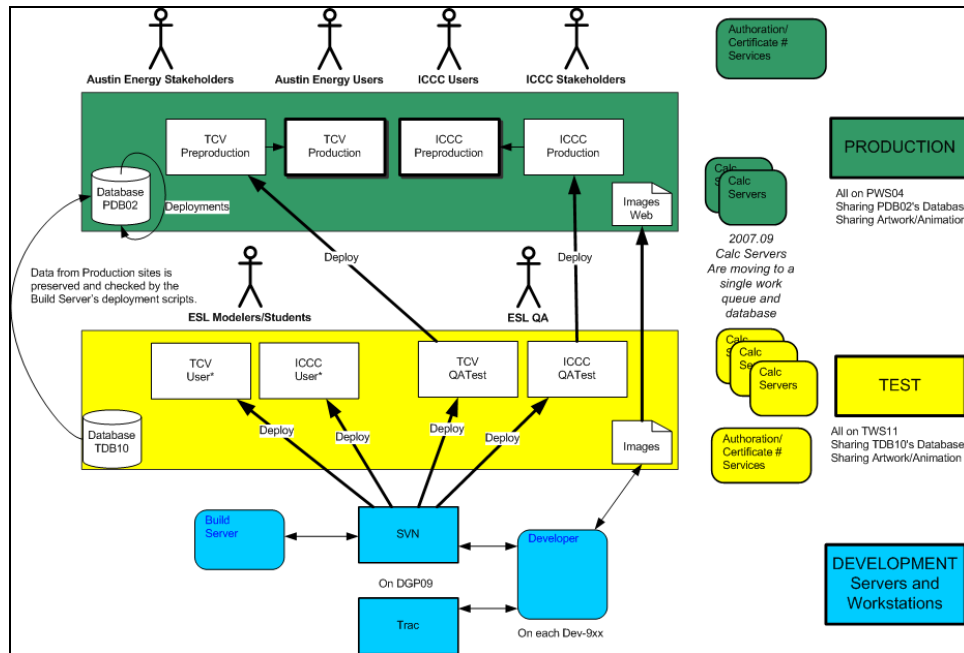 Austin Energy Stakeholders
Austin Energy Users
ICCC Users
ICCC Stakeholders
Authoration/
Certificate #
Services
TCV
Preproduction
TCV
Production
ICCC
Preproduction
ICCC
Production
PRODUCTION
Database
PDB02
Deployments
Images
Web
Calc
Calc
Servers
All on PWS04
Sharing PDB02's Database
Sharing Artwork/Animation
2007.09
Calc Servers
Are moving to a
single work
queue and
database
Deploy
Deploy
Data from Production sites is
preserved and checked by the
Build Server's deployment scripts.
ESL Modelers/Students
ESL QA
TCV
User*
ICCC
User*
TCV
QATest
ICCC
QATest
Calc
Calc
Calc
Servers
TEST
Database
TDB10
Deploy
Deploy
Deploy
Deploy
Images
Authoration/
Certificate #
Services
All on TWS11
Sharing TDB10's Database
Sharing Artwork/Animation
Build
Server
SVN
Developer
On DGP09
Trac
On each Dev-9xx
DEVELOPMENT
Servers and
Workstations